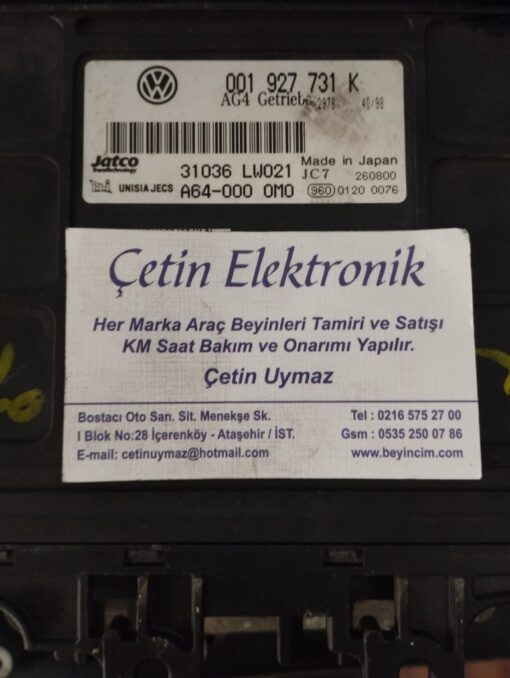 001 927 731 K
AG4 Getriebe 2978 40/98
Jatco
31036 LW021
Made in Japan
JC7 260800
UNISIA JECS
A64-000 0M0
960 0120 0076
Çetin Elektronik
Her Marka Araç Beyinleri Tamiri ve Satışı
KM Saat Bakım ve Onarımı Yapılır.
Çetin Uymaz
Bostacı Oto San. Sit. Menekşe Sk.
I Blok No:28 İçerenköy - Ataşehir / İST.
E-mail: cetinuymaz@hotmail.com
Tel : 0216 575 27 00
Gsm : 0535 250 07 86
www.beyincim.com